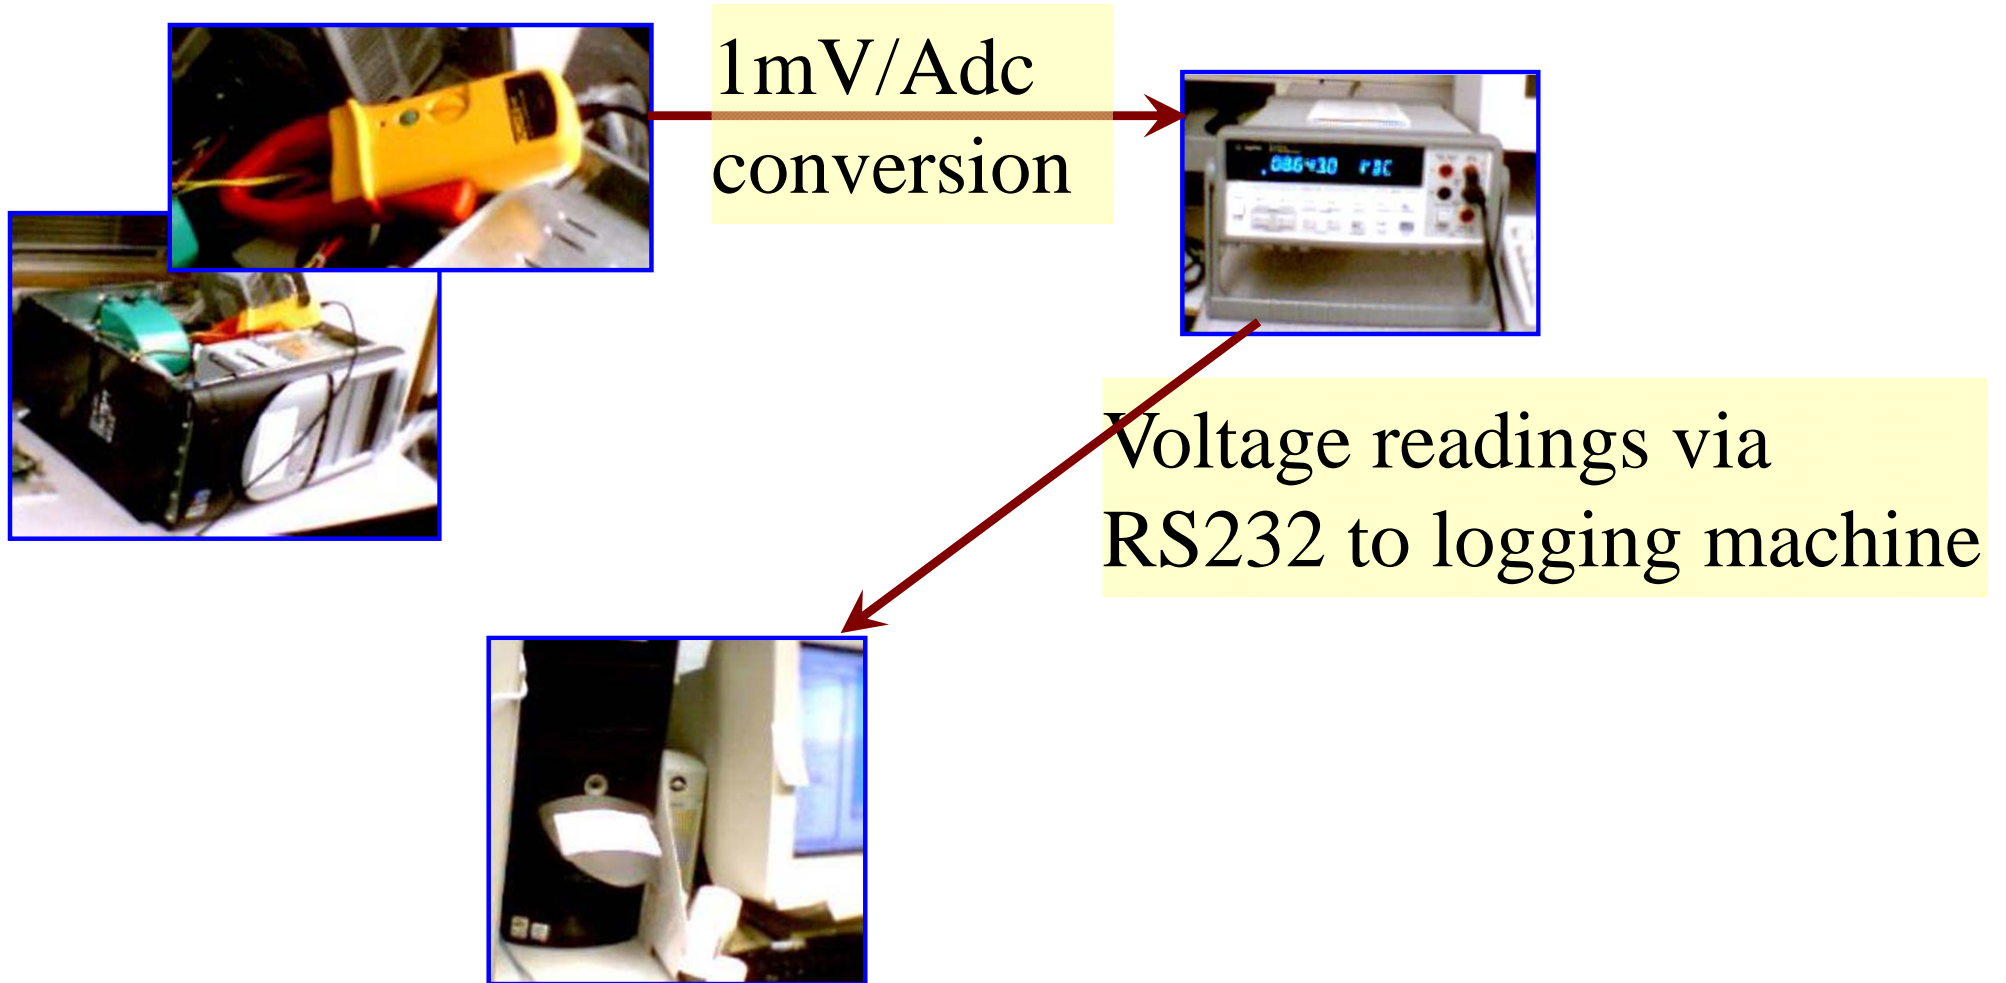 1mV/Adc
conversion
Voltage readings via
RS232 to logging machine